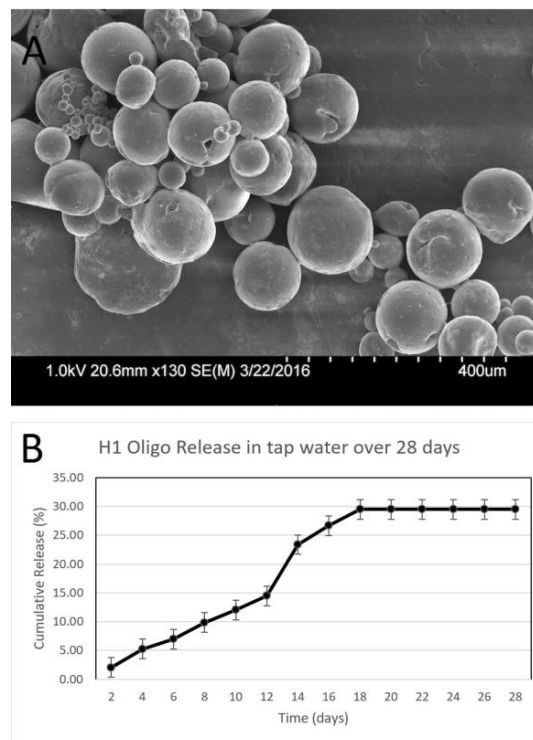 A
1.0kV 20.6mm x130 SE(M) 3/22/2016
400um
B
H1 Oligo Release in tap water over 28 days
35.00
30.00
25.00
20.00
15.00
10.00
5.00
0.00
Cumulative Release (%)
2 4 6 8 10 12 14 16 18 20 22 24 26 28
Time (days)